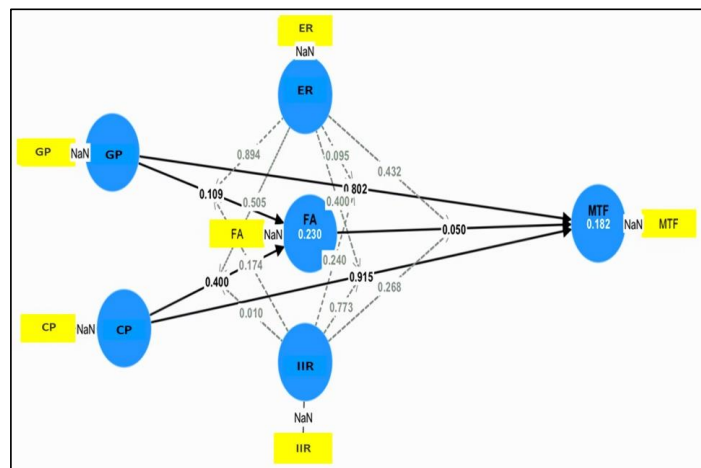 ER
NaN
ER
GP
NaN
GP
0.894
0.095
0.432
0.109
0.802
0.505
0.400
FA
NaN
FA
0.230
0.050
MTF
0.182
NaN
MTF
0.174
0.240
0.400
0.915
0.268
0.010
0.773
CP
NaN
CP
IIR
NaN
IIR